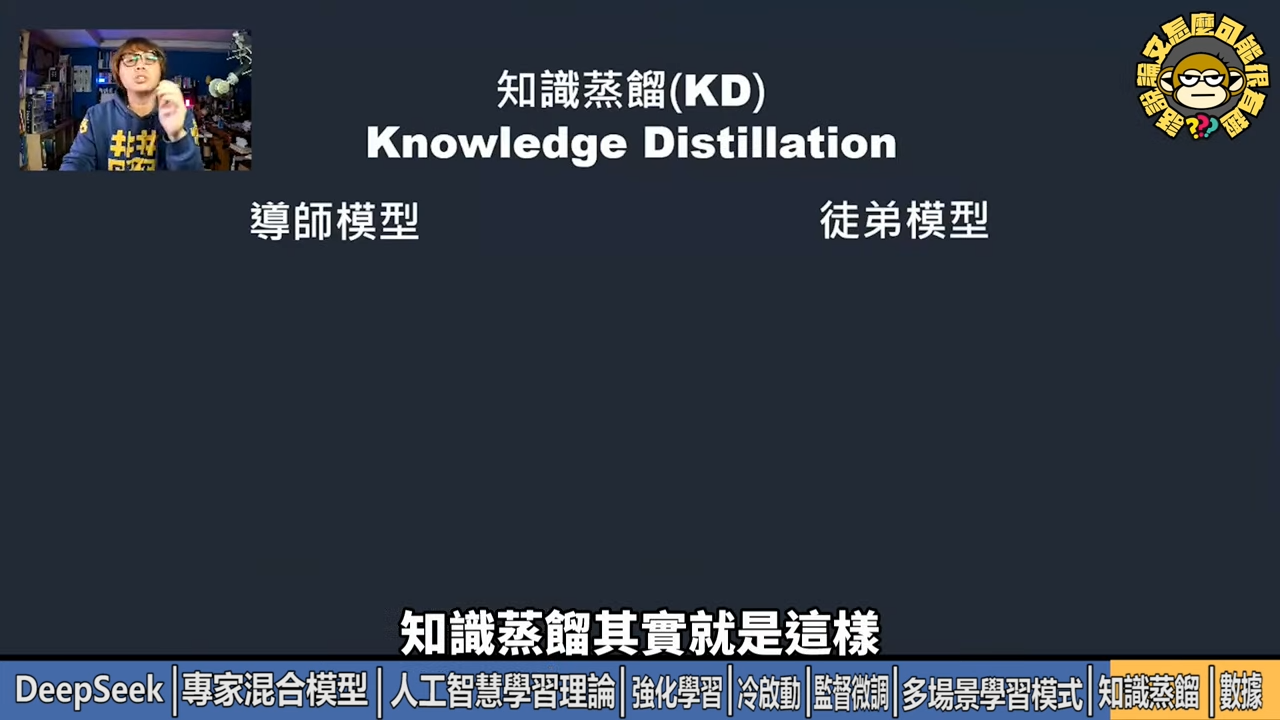 知識蒸餾(KD)
Knowledge Distillation
導師模型
徒弟模型
知識蒸餾其實就是這樣
DeepSeek|專家混合模型|人工智慧學習理論|強化學習|冷啟動|監督微調|多場景學習模式|知識蒸餾|數據